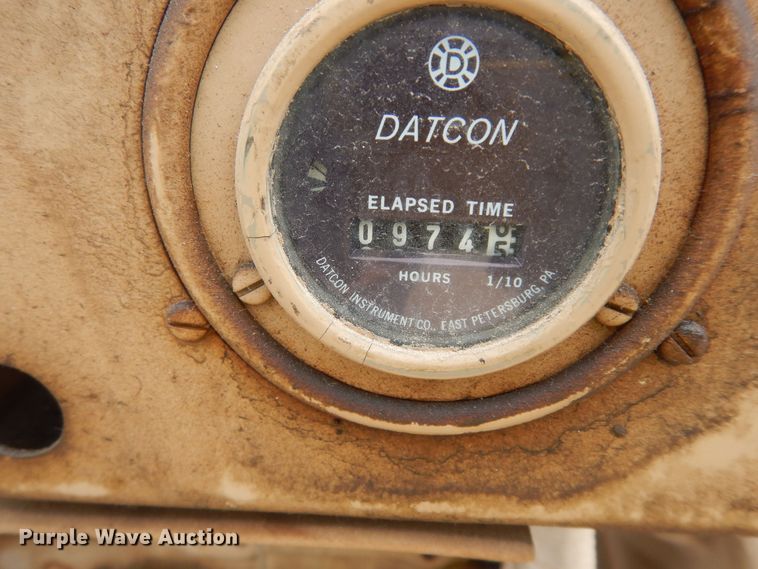 D
DATCON
ELAPSED TIME
0974
HOURS 1/10
DATCON INSTRUMENT CO. EAST PETERSBURG, PA
Purple Wave Auction